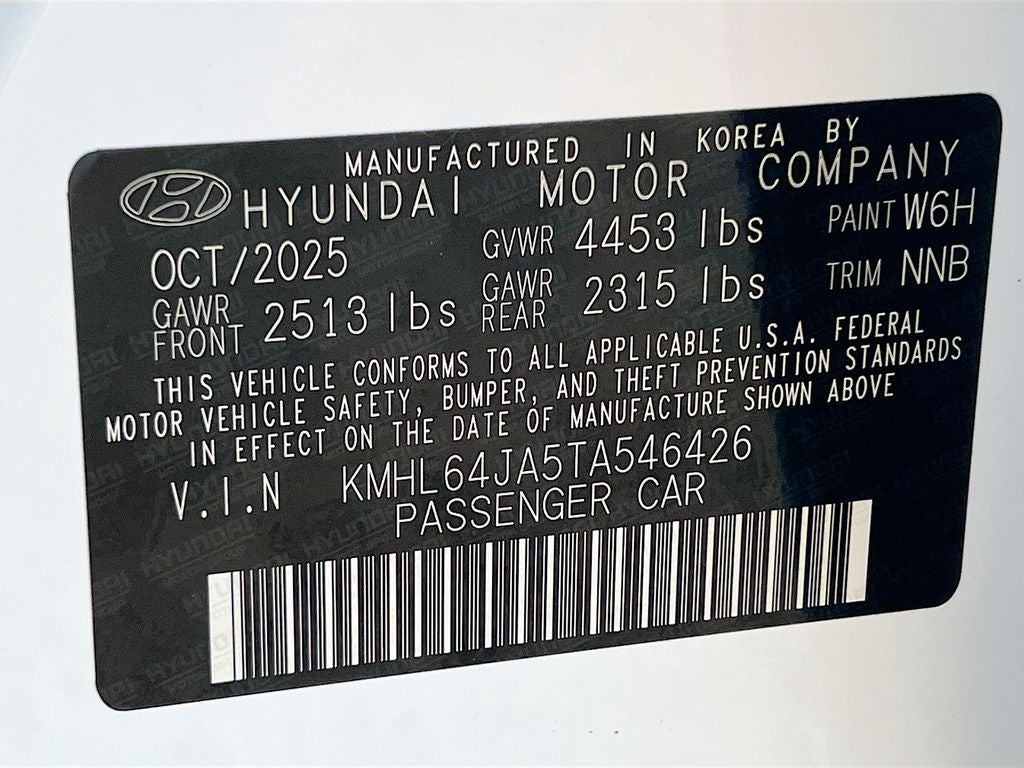 MANUFACTURED IN KOREA BY
HYUNDAI MOTOR COMPANY
OCT/2025 GVWR 4453 lbs PAINT W6H
GAWR FRONT 2513 lbs GAWR REAR 2315 lbs TRIM NNB
THIS VEHICLE CONFORMS TO ALL APPLICABLE U.S.A. FEDERAL
MOTOR VEHICLE SAFETY, BUMPER, AND THEFT PREVENTION STANDARDS
IN EFFECT ON THE DATE OF MANUFACTURE SHOWN ABOVE
V.I.N KMHL64JA5TA546426
PASSENGER CAR